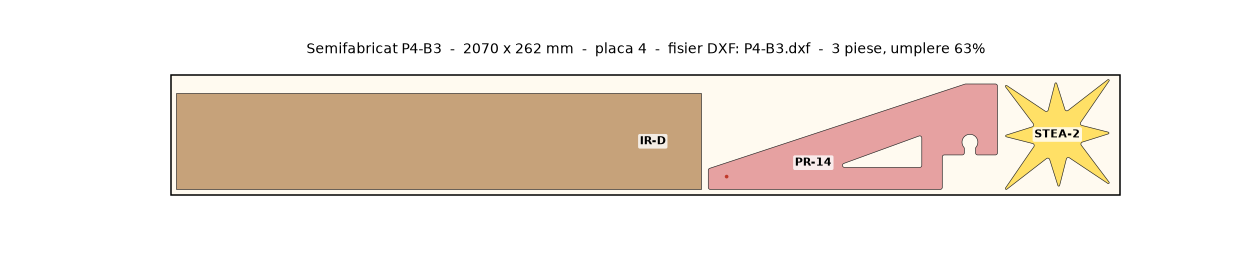 Semifabricat P4-B3 - 2070 x 262 mm - placa 4 - fisier DXF: P4-B3.dxf - 3 piese, umplere 63%
IR-D
PR-14
STEA-2